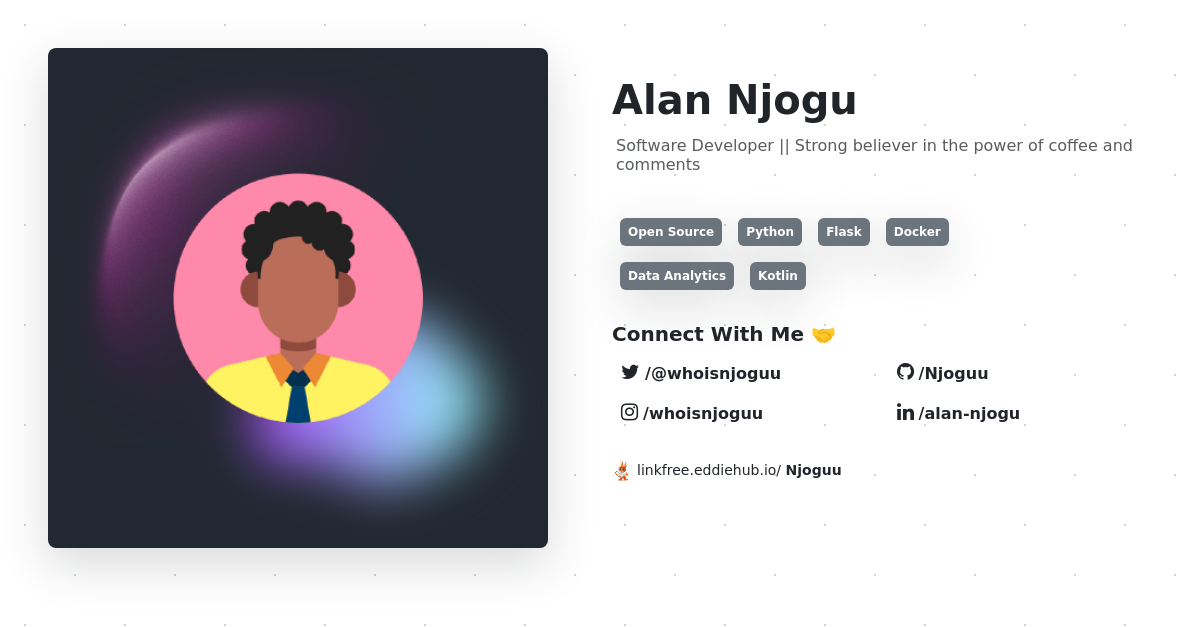 Alan Njogu
Software Developer || Strong believer in the power of coffee and
comments
Open Source Python Flask Docker
Data Analytics Kotlin
Connect With Me 🤝
/@whoisnjoguu /Njoguu
/whoisnjoguu /alan-njogu
linkfree.eddiehub.io/ Njoguu